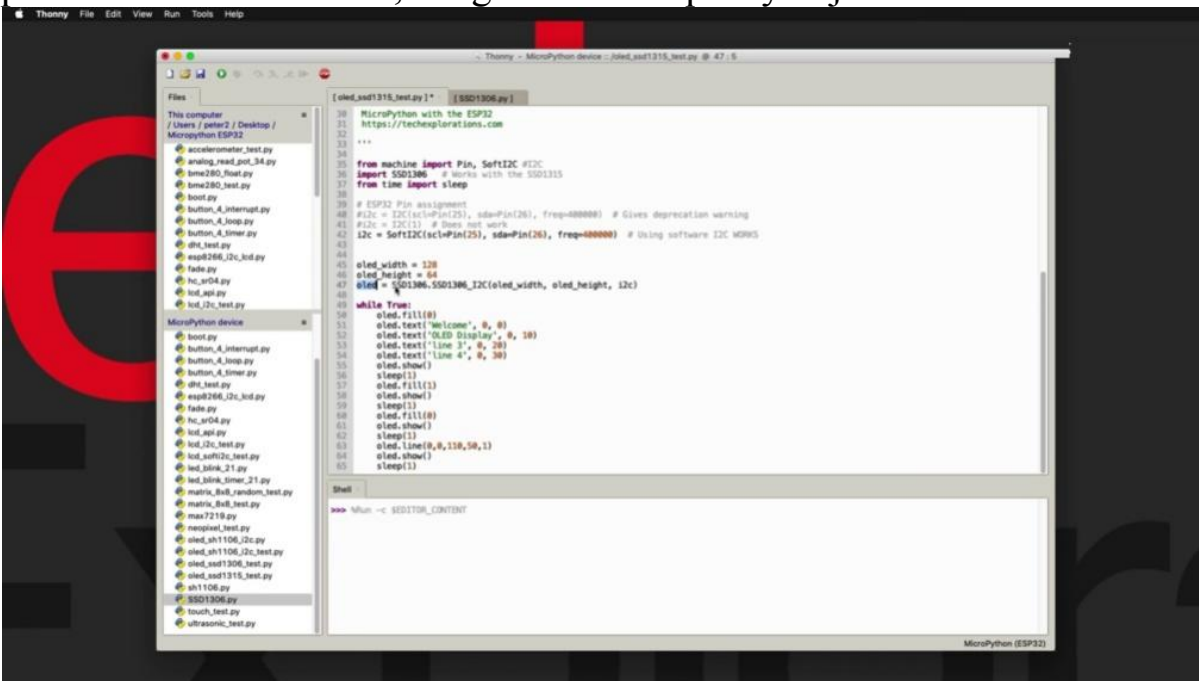 Thonny File Edit View Run Tools Help
Thonny - MicroPython device :: /oled_ssd1315_test.py @ 47 : 5
Files
This computer
/ Users / peter2 / Desktop /
Micropython ESP32
accelerometer_test.py
analog_read_pot_34.py
bme280_float.py
bme280_test.py
boot.py
button_4_interrupt.py
button_4_loop.py
button_4_timer.py
dht_test.py
esp8266_i2c_lcd.py
fade.py
hc_sr04.py
lcd_api.py
lcd_i2c_test.py
MicroPython device
boot.py
button_4_interrupt.py
button_4_loop.py
button_4_timer.py
dht_test.py
esp8266_i2c_lcd.py
fade.py
hc_sr04.py
lcd_api.py
lcd_i2c_test.py
lcd_softi2c_test.py
led_blink_21.py
led_blink_timer_21.py
matrix_8x8_random_test.py
matrix_8x8_test.py
max7219.py
neopixel_test.py
oled_sh1106_i2c.py
oled_sh1106_i2c_test.py
oled_ssd1306_test.py
oled_ssd1315_test.py
sh1106.py
SSD1306.py
touch_test.py
ultrasonic_test.py
[ oled_ssd1315_test.py ] * [ SSD1306.py ]
30 MicroPython with the ESP32
31 https://techexplorations.com
32
33 '''
34
35 from machine import Pin, SoftI2C #I2C
36 import SSD1306 # Works with the SSD1315
37 from time import sleep
38
39 # ESP32 Pin assignment
40 #i2c = I2C(scl=Pin(25), sda=Pin(26), freq=400000) # Gives deprecation warning
41 #i2c = I2C(1) # Does not work
42 i2c = SoftI2C(scl=Pin(25), sda=Pin(26), freq=400000) # Using software I2C WORKS
43
44
45 oled_width = 128
46 oled_height = 64
47 oled = SSD1306.SSD1306_I2C(oled_width, oled_height, i2c)
48
49 while True:
50 oled.fill(0)
51 oled.text('Welcome', 0, 0)
52 oled.text('OLED Display', 0, 10)
53 oled.text('line 3', 0, 20)
54 oled.text('line 4', 0, 30)
55 oled.show()
56 sleep(1)
57 oled.fill(1)
58 oled.show()
59 sleep(1)
60 oled.fill(0)
61 oled.show()
62 sleep(1)
63 oled.line(0,0,110,50,1)
64 oled.show()
65 sleep(1)
Shell
>>> %Run -c $EDITOR_CONTENT
MicroPython (ESP32)